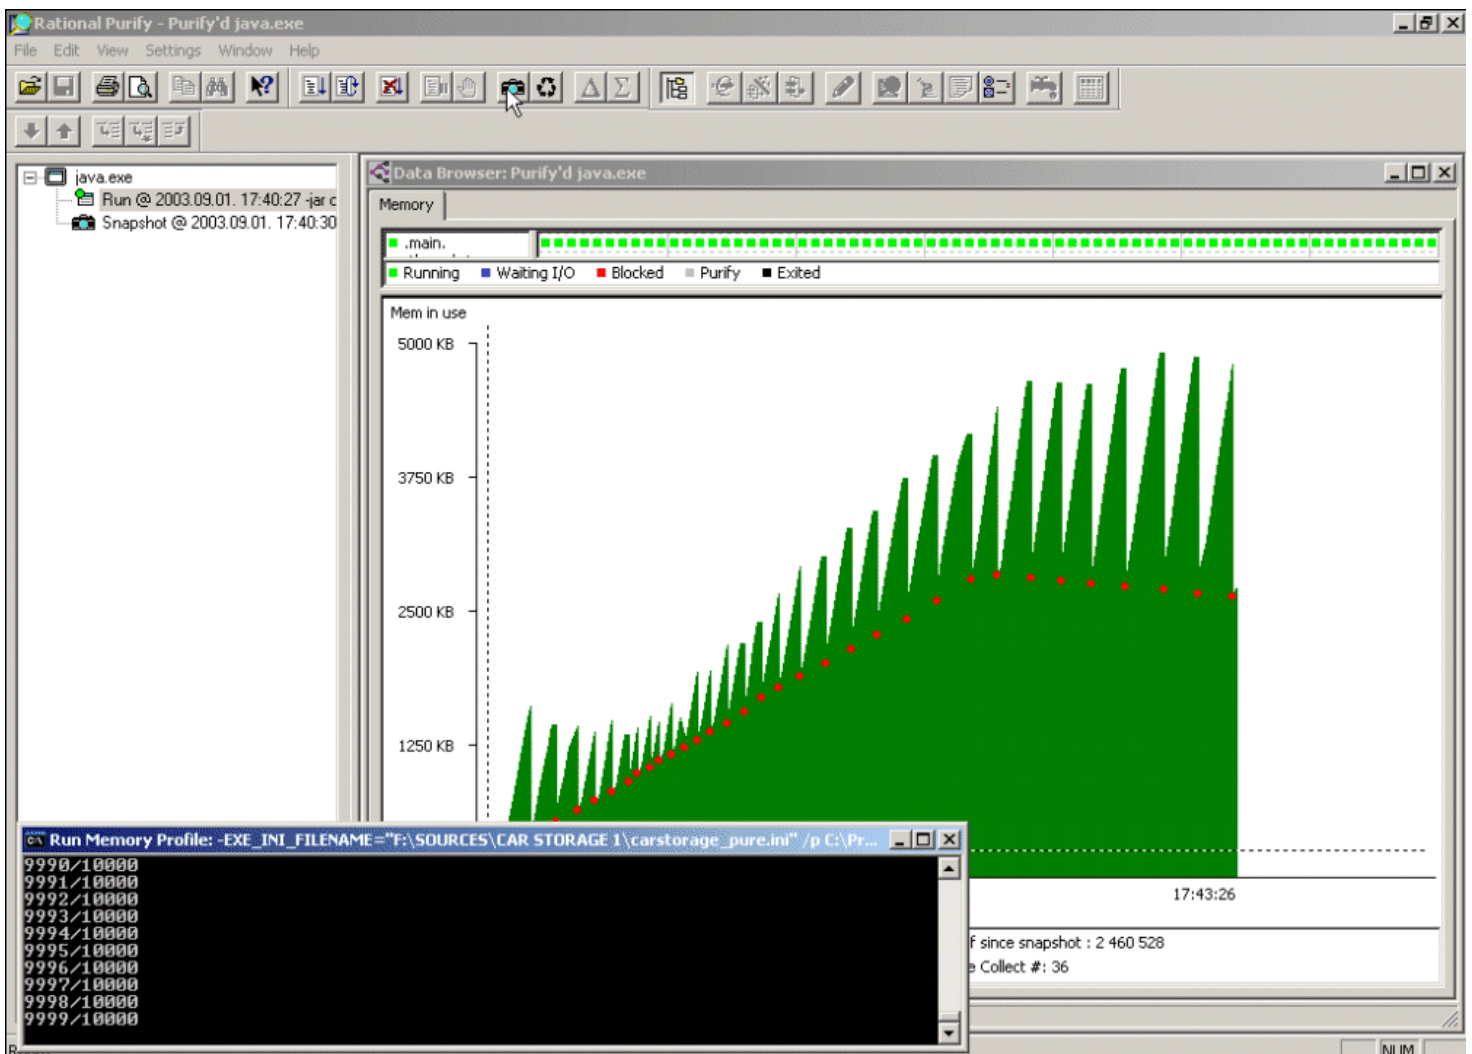 Rational Purify - Purify'd java.exe
File Edit View Settings Window Help
java.exe
Run @ 2003.09.01. 17:40:27 -jar c
Snapshot @ 2003.09.01. 17:40:30
Data Browser: Purify'd java.exe
Memory
.main.
Running Waiting I/O Blocked Purify Exited
Mem in use
5000 KB
3750 KB
2500 KB
1250 KB
17:43:26
f since snapshot : 2 460 528
e Collect #: 36
Run Memory Profile: -EXE_INI_FILENAME="F:\SOURCES\CAR STORAGE 1\carstorage_pure.ini" /p C:\Pr...
9990/10000
9991/10000
9992/10000
9993/10000
9994/10000
9995/10000
9996/10000
9997/10000
9998/10000
9999/10000
NUM